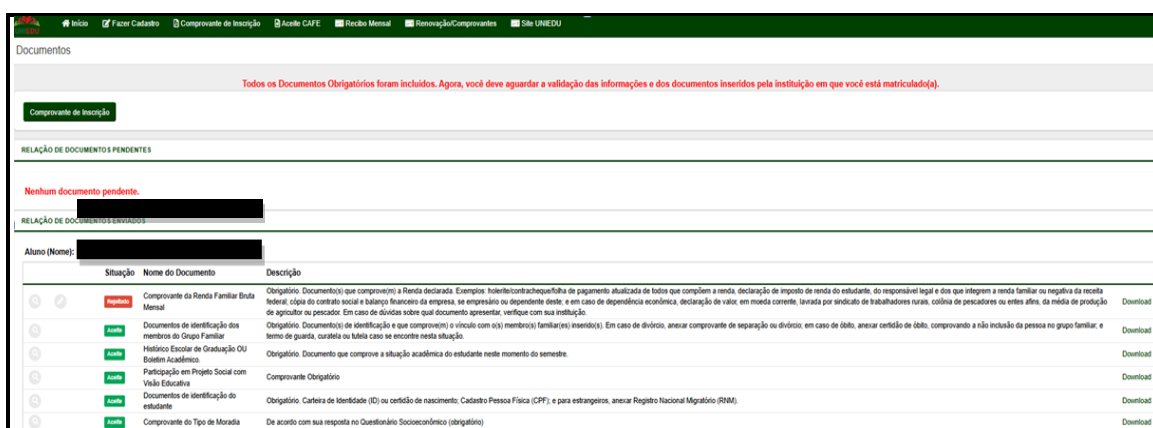 UNIEDU
Início Fazer Cadastro Comprovante de Inscrição Aceite CAFE Recibo Mensal Renovação/Comprovantes Site UNIEDU
Documentos
Todos os Documentos Obrigatórios foram incluídos. Agora, você deve aguardar a validação das informações e dos documentos inseridos pela instituição em que você está matriculado(a).
Comprovante de Inscrição
RELAÇÃO DE DOCUMENTOS PENDENTES
Nenhum documento pendente.
RELAÇÃO DE DOCUMENTOS ENVIADOS
Aluno (Nome):
Situação Nome do Documento Descrição
Rejeitado Comprovante da Renda Familiar Bruta Mensal
Obrigatório. Documento(s) que comprove(m) a Renda declarada. Exemplos: holerite/contracheque/folha de pagamento atualizada de todos que compõem a renda, declaração de imposto de renda do estudante, do responsável legal e dos que integrem a renda familiar ou negativa da receita
federal; cópia do contrato social e balanço financeiro da empresa, se empresário ou dependente deste; e em caso de dependência econômica, declaração de valor, em moeda corrente, lavrada por sindicato de trabalhadores rurais, colônia de pescadores ou entes afins, da média de produção
de agricultor ou pescador. Em caso de dúvidas sobre qual documento apresentar, verifique com sua instituição.
Download
Aceito Documentos de identificação dos membros do Grupo Familiar
Obrigatório. Documento(s) de identificação e que comprove(m) o vínculo com o(s) membro(s) familiar(es) inserido(s). Em caso de divórcio, anexar comprovante de separação ou divórcio; em caso de óbito, anexar certidão de óbito, comprovando a não inclusão da pessoa no grupo familiar; e
termo de guarda, curatela ou tutela caso se encontre nesta situação.
Download
Aceito Histórico Escolar de Graduação OU Boletim Acadêmico.
Obrigatório. Documento que comprove a situação acadêmica do estudante neste momento do semestre.
Download
Aceito Participação em Projeto Social com Visão Educativa
Comprovante Obrigatório
Download
Aceito Documentos de identificação do estudante
Obrigatório. Carteira de Identidade (ID) ou certidão de nascimento; Cadastro Pessoa Física (CPF); e para estrangeiros, anexar Registro Nacional Migratório (RNM).
Download
Aceito Comprovante do Tipo de Moradia
De acordo com sua resposta no Questionário Socioeconômico (obrigatório)
Download